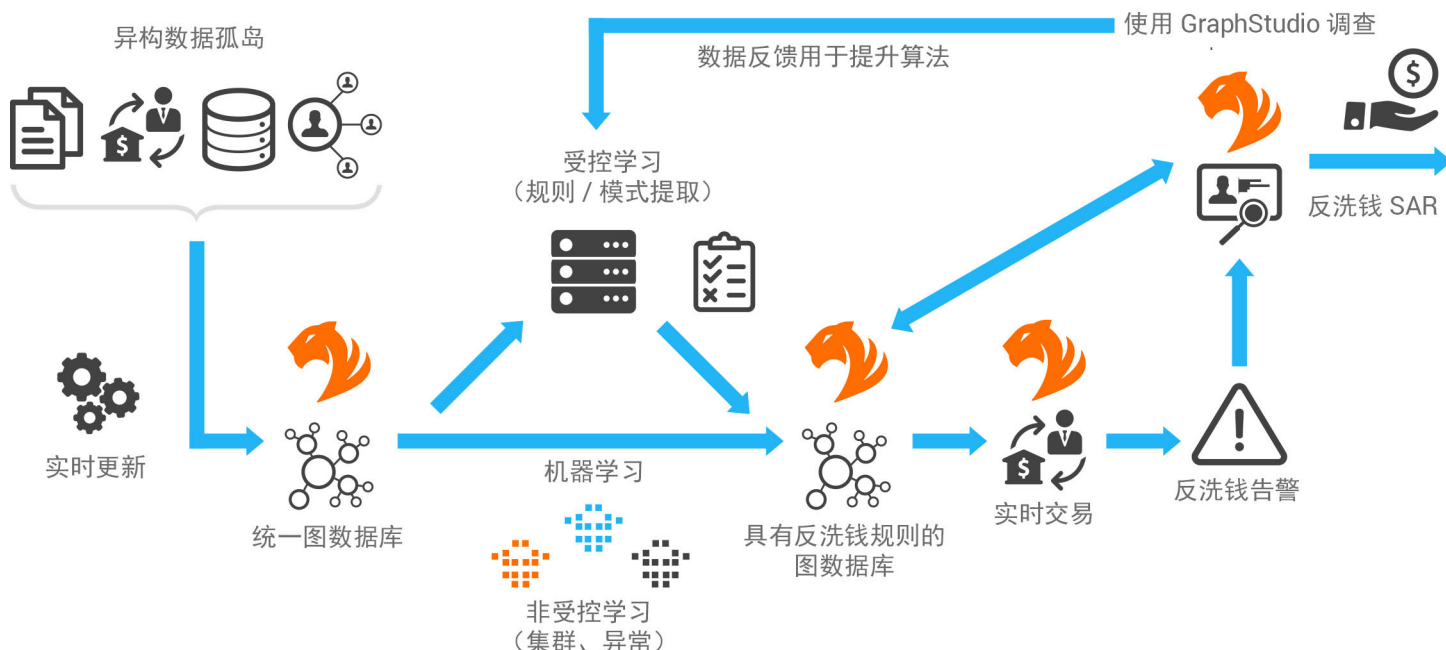 异构数据孤岛
使用 GraphStudio 调查
数据反馈用于提升算法
受控学习
（规则 / 模式提取）
反洗钱 SAR
实时更新
统一图数据库
机器学习
非受控学习
（集群、异常）
具有反洗钱规则的
图数据库
实时交易
反洗钱告警